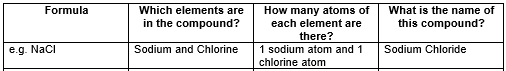 Formula Which elements are How many atoms of What is the name of
in the compound? each element are this compound?
there?
e.g. NaCl Sodium and Chlorine 1 sodium atom and 1 Sodium Chloride
chlorine atom